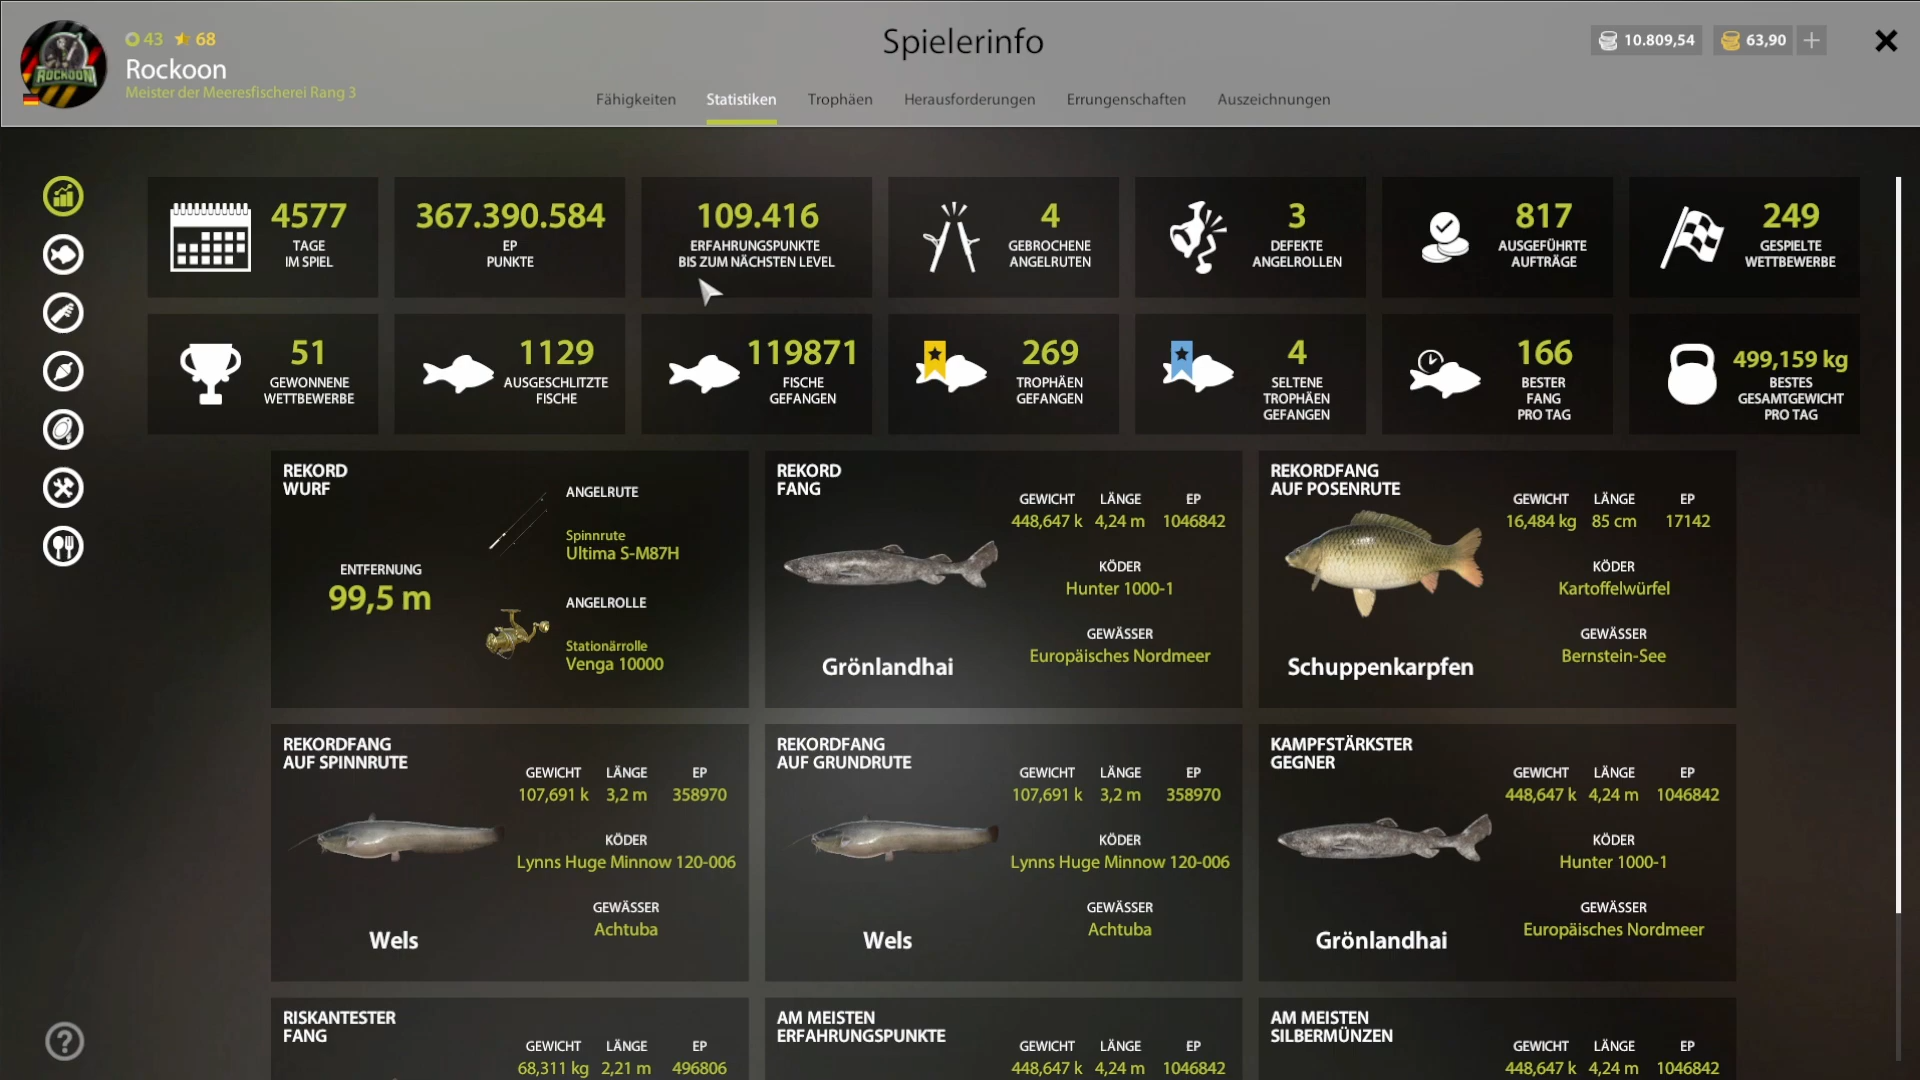 43 68
Rockoon
Meister der Meeresfischerei Rang 3
ROCKOON
Spielerinfo
10.809,54 63,90
Fähigkeiten Statistiken Trophäen Herausforderungen Errungenschaften Auszeichnungen
4577
TAGE
IM SPIEL
367.390.584
EP
PUNKTE
109.416
ERFAHRUNGSPUNKTE
BIS ZUM NÄCHSTEN LEVEL
4
GEBROCHENE
ANGELRUTEN
3
DEFEKTE
ANGELROLLEN
817
AUSGEFÜHRTE
AUFTRÄGE
249
GESPIELTE
WETTBEWERBE
51
GEWONNENE
WETTBEWERBE
1129
AUSGESCHLITZTE
FISCHE
119871
FISCHE
GEFANGEN
269
TROPHÄEN
GEFANGEN
4
SELTENE
TROPHÄEN
GEFANGEN
166
BESTER
FANG
PRO TAG
499,159 kg
BESTES
GESAMTGEWICHT
PRO TAG
REKORD
WURF
ENTFERNUNG
99,5 m
ANGELRUTE
Spinnrute
Ultima S-M87H
ANGELROLLE
Stationärrolle
Venga 10000
REKORD
FANG
GEWICHT LÄNGE EP
448,647 k 4,24 m 1046842
KÖDER
Hunter 1000-1
GEWÄSSER
Europäisches Nordmeer
Grönlandhai
REKORDFANG
AUF POSENRUTE
GEWICHT LÄNGE EP
16,484 kg 85 cm 17142
KÖDER
Kartoffelwürfel
GEWÄSSER
Bernstein-See
Schuppenkarpfen
REKORDFANG
AUF SPINNRUTE
GEWICHT LÄNGE EP
107,691 k 3,2 m 358970
KÖDER
Lynns Huge Minnow 120-006
GEWÄSSER
Achtuba
Wels
REKORDFANG
AUF GRUNDRUTE
GEWICHT LÄNGE EP
107,691 k 3,2 m 358970
KÖDER
Lynns Huge Minnow 120-006
GEWÄSSER
Achtuba
Wels
KAMPFSTÄRKSTER
GEGNER
GEWICHT LÄNGE EP
448,647 k 4,24 m 1046842
KÖDER
Hunter 1000-1
GEWÄSSER
Europäisches Nordmeer
Grönlandhai
RISKANTESTER
FANG
GEWICHT LÄNGE EP
68,311 kg 2,21 m 496806
AM MEISTEN
ERFAHRUNGSPUNKTE
GEWICHT LÄNGE EP
448,647 k 4,24 m 1046842
AM MEISTEN
SILBERMÜNZEN
GEWICHT LÄNGE EP
448,647 k 4,24 m 1046842